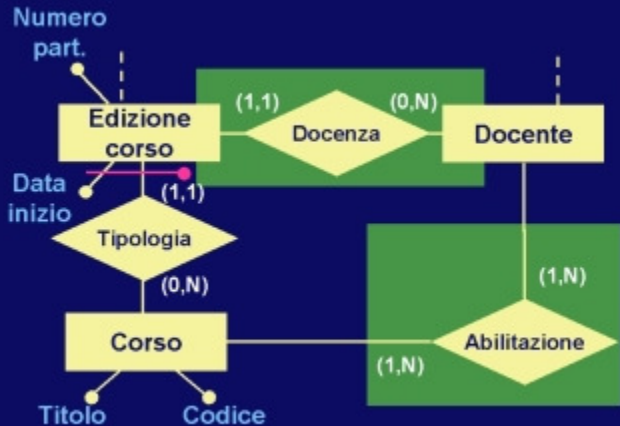 Numero
part.
(1,1)
(0,N)
Edizione
corso
Docenza
Docente
Data
inizio
(1,1)
Tipologia
(0,N)
(1,N)
Corso
(1,N)
Abilitazione
Titolo
Codice